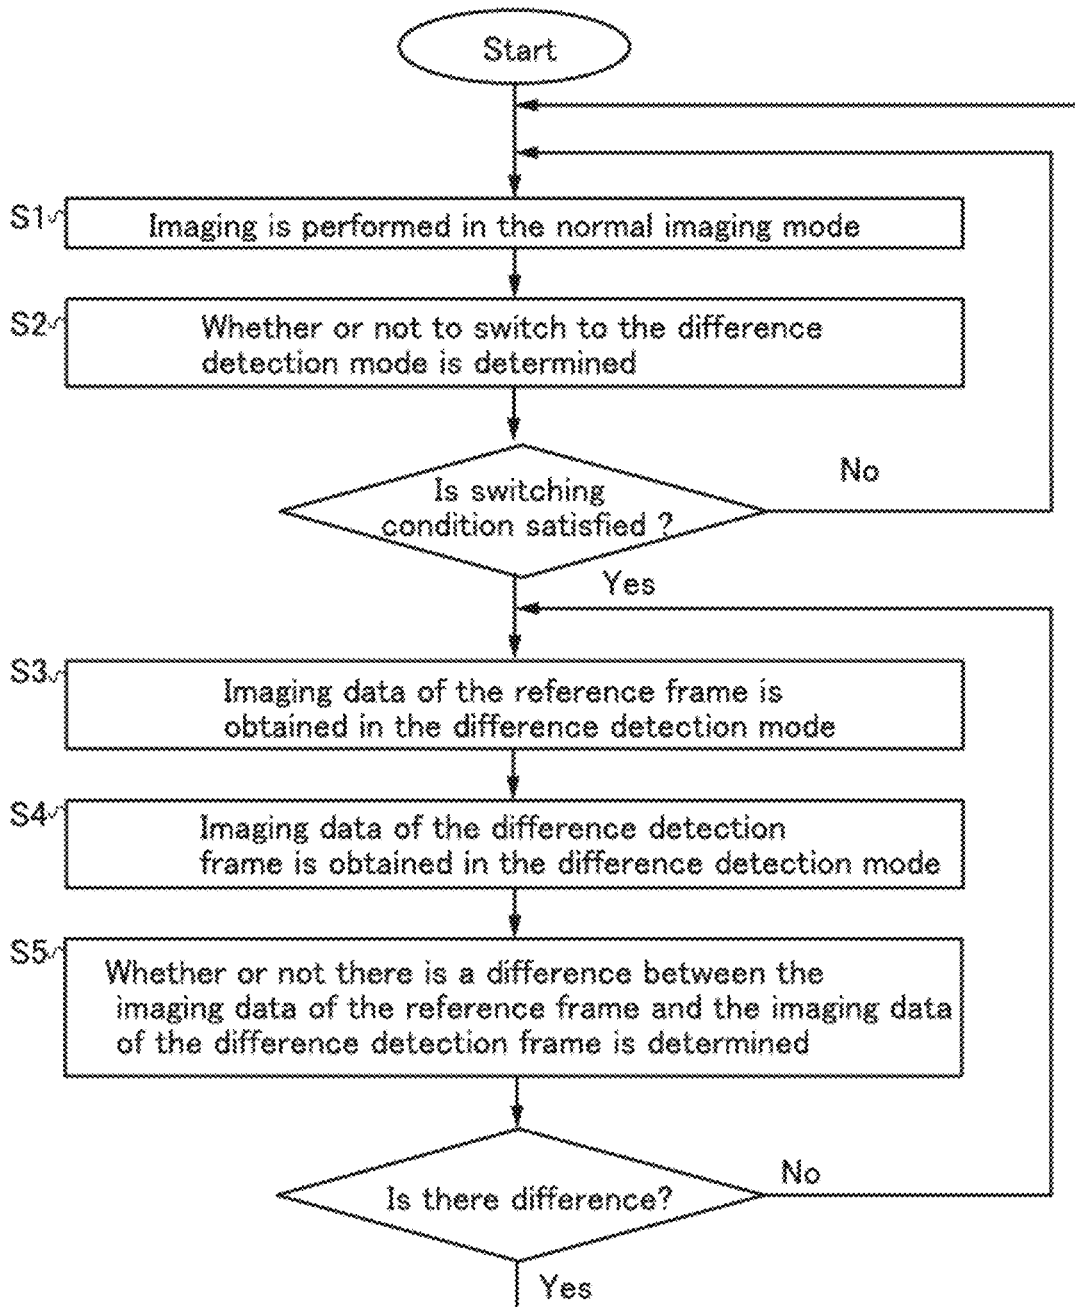 Start
S1
Imaging is performed in the normal imaging mode
S2
Whether or not to switch to the difference
detection mode is determined
Is switching
condition satisfied ?
No
Yes
S3
Imaging data of the reference frame is
obtained in the difference detection mode
S4
Imaging data of the difference detection
frame is obtained in the difference detection mode
S5
Whether or not there is a difference between the
imaging data of the reference frame and the imaging data
of the difference detection frame is determined
Is there difference?
No
Yes